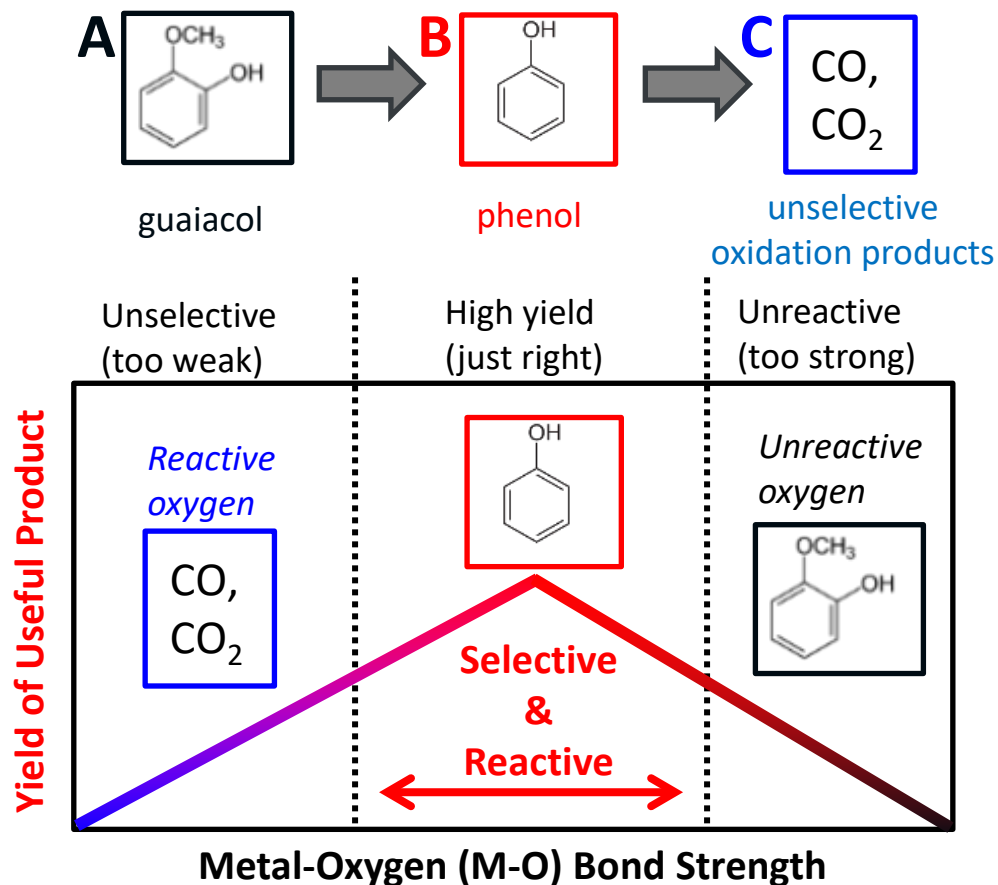 A
OCH3
OH
B
OH
C
CO,
CO2
guaiacol
phenol
unselective
oxidation products
Unselective
(too weak)
High yield
(just right)
Unreactive
(too strong)
Yield of Useful Product
Reactive
oxygen
CO,
CO2
OH
Selective
&
Reactive
Unreactive
oxygen
OCH3
OH
Metal-Oxygen (M-O) Bond Strength